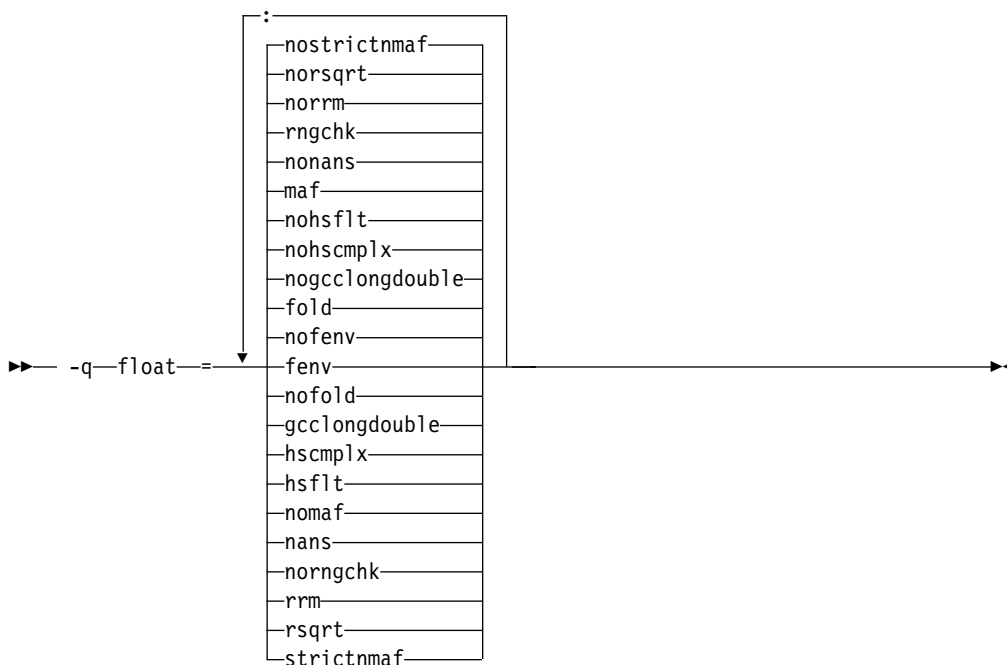 :
nostrictnmaf
norsqrt
norrm
rngchk
nonans
maf
nohsflt
nohscmplx
nogcclongdouble
fold
nofenv
-q float = fenv
nofold
gcclongdouble
hscmplx
hsflt
nomaf
nans
norngchk
rrm
rsqrt
strictnmaf